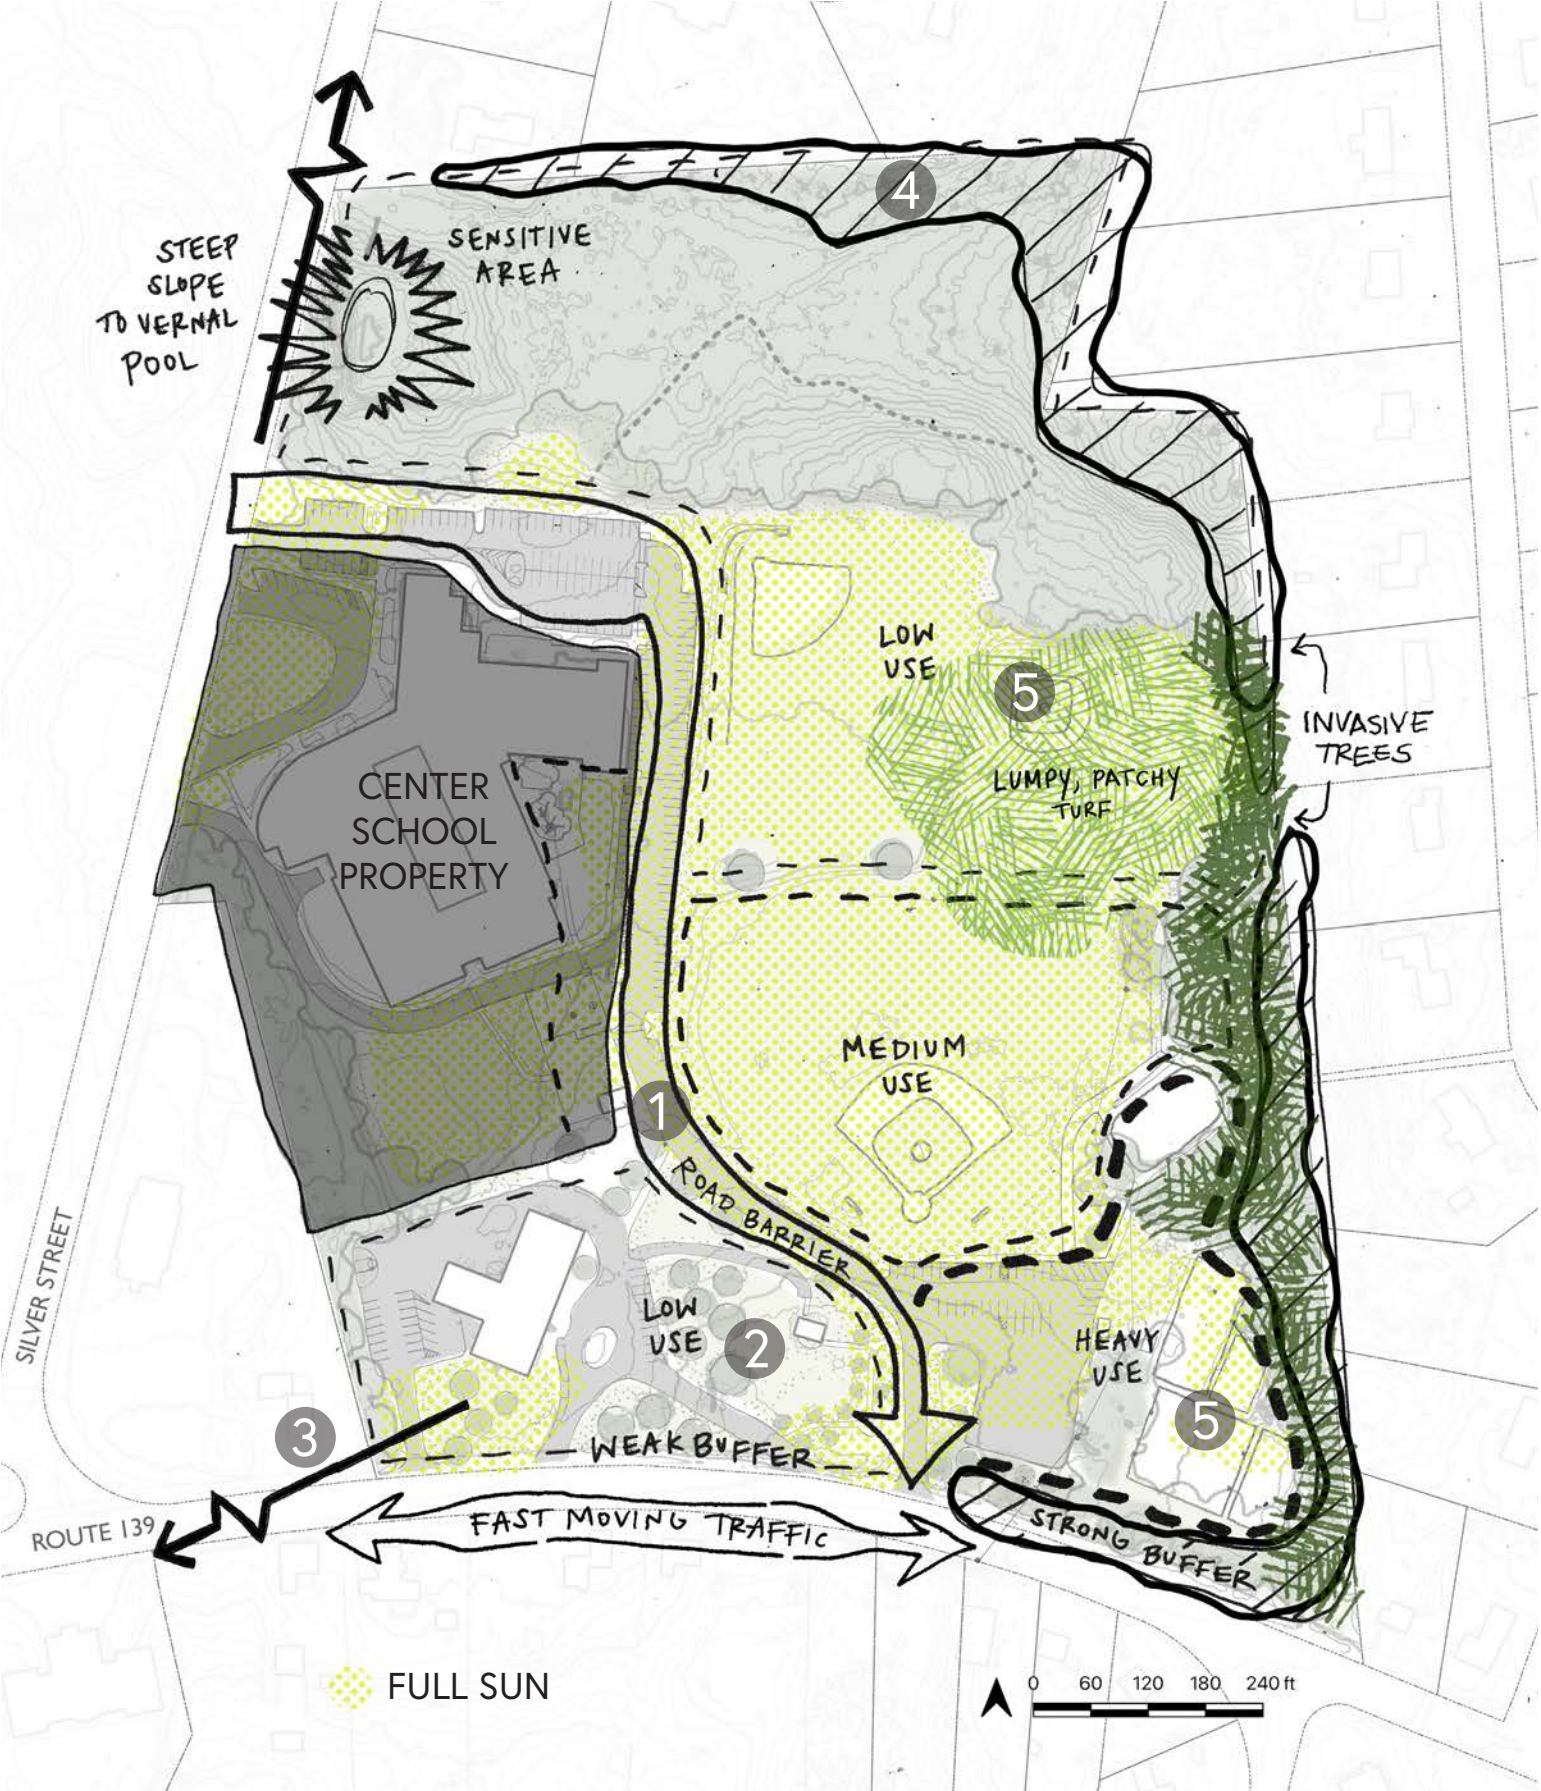 4
STEEP
SLOPE
TO VERNAL
POOL
SENSITIVE
AREA
LOW
USE
5
LUMPY, PATCHY
TURF
INVASIVE
TREES
CENTER
SCHOOL
PROPERTY
MEDIUM
USE
1
ROAD BARRIER
LOW
USE
2
HEAVY
USE
5
3
WEAK BUFFER
SILVER STREET
ROUTE 139
FAST MOVING TRAFFIC
STRONG BUFFER
FULL SUN
0 60 120 180 240 ft